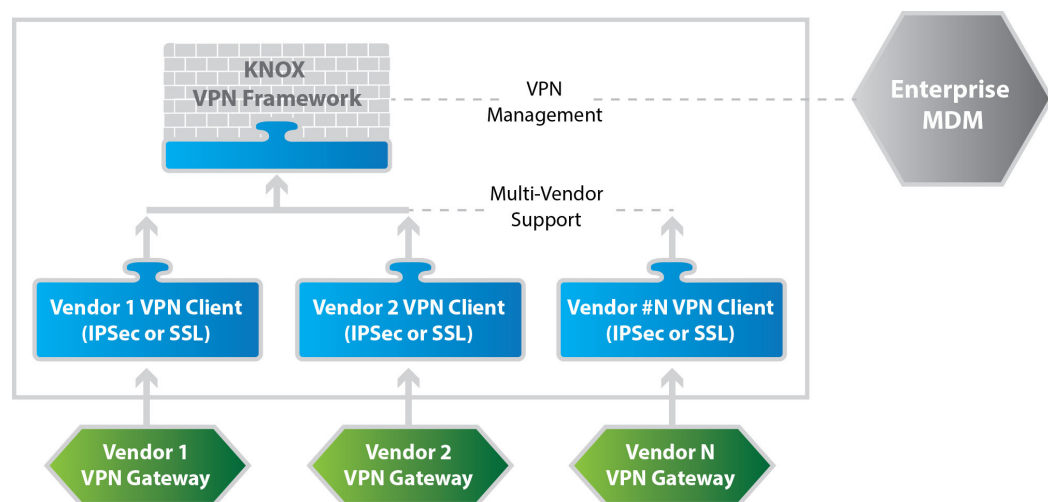 KNOX
VPN Framework
VPN
Management
Enterprise
MDM
Multi-Vendor
Support
Vendor 1 VPN Client
(IPSec or SSL)
Vendor 2 VPN Client
(IPSec or SSL)
Vendor #N VPN Client
(IPSec or SSL)
Vendor 1
VPN Gateway
Vendor 2
VPN Gateway
Vendor N
VPN Gateway